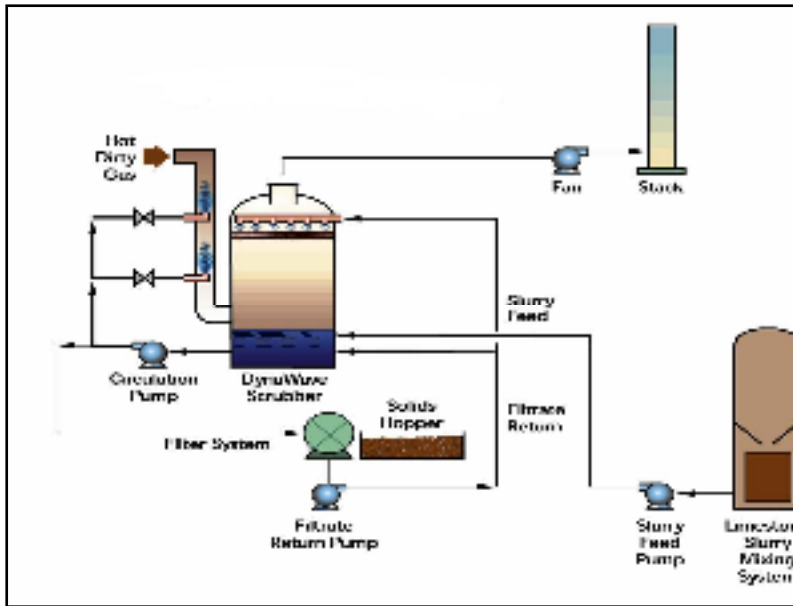 Hot
Dirty
Gas
Fan
Stack
Slurry
Feed
Circulation
Pump
DynaWave
Scrubber
Solids
Hopper
Filtrate
Return
Filter System
Filtrate
Return Pump
Slurry
Feed
Pump
Limeston
Slurry
Mixing
System